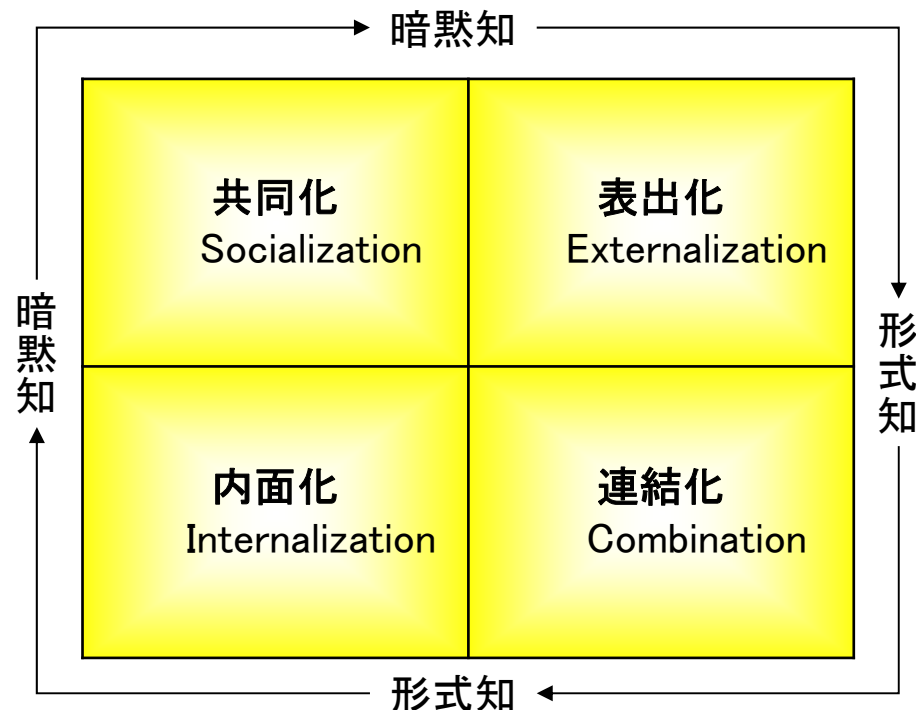 暗黙知
共同化
Socialization
表出化
Externalization
暗黙知
形式知
内面化
Internalization
連結化
Combination
形式知